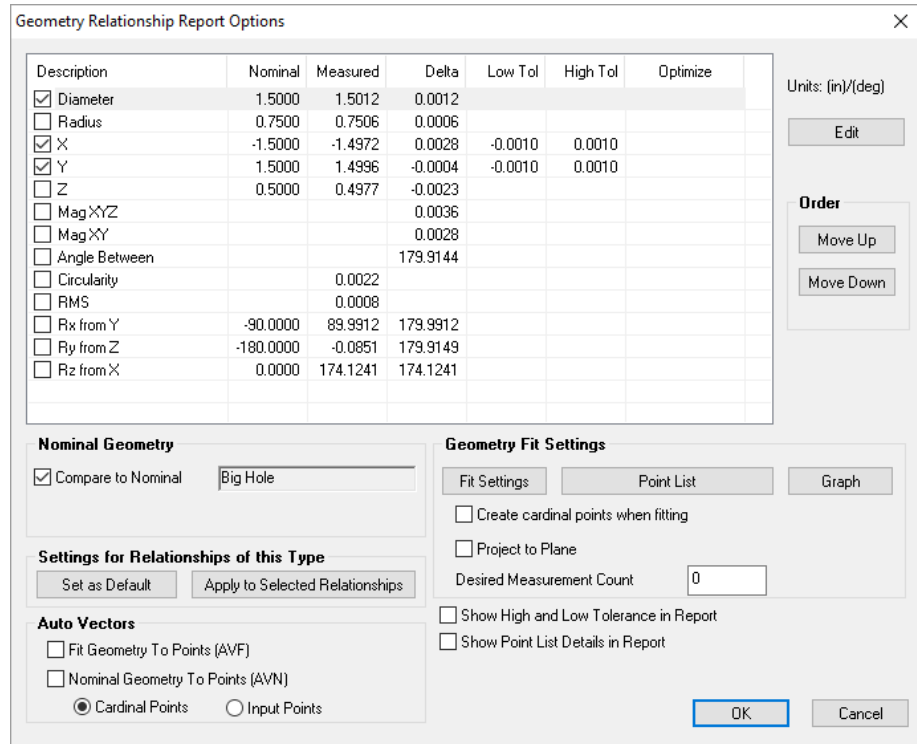 Geometry Relationship Report Options
Description Nominal Measured Delta Low Tol High Tol Optimize
Diameter 1.5000 1.5012 0.0012
Radius 0.7500 0.7506 0.0006
X -1.5000 -1.4972 0.0028 -0.0010 0.0010
Y 1.5000 1.4996 -0.0004 -0.0010 0.0010
Z 0.5000 0.4977 -0.0023
Mag XYZ 0.0036
Mag XY 0.0028
Angle Between 179.9144
Circularity 0.0022
RMS 0.0008
Rx from Y -90.0000 89.9912 179.9912
Ry from Z -180.0000 -0.0851 179.9149
Rz from X 0.0000 174.1241 174.1241
Units: (in)/(deg)
Edit
Order
Move Up
Move Down
Nominal Geometry
Compare to Nominal Big Hole
Settings for Relationships of this Type
Set as Default Apply to Selected Relationships
Auto Vectors
Fit Geometry To Points (AVF)
Nominal Geometry To Points (AVN)
Cardinal Points Input Points
Geometry Fit Settings
Fit Settings Point List Graph
Create cardinal points when fitting
Project to Plane
Desired Measurement Count 0
Show High and Low Tolerance in Report
Show Point List Details in Report
OK Cancel